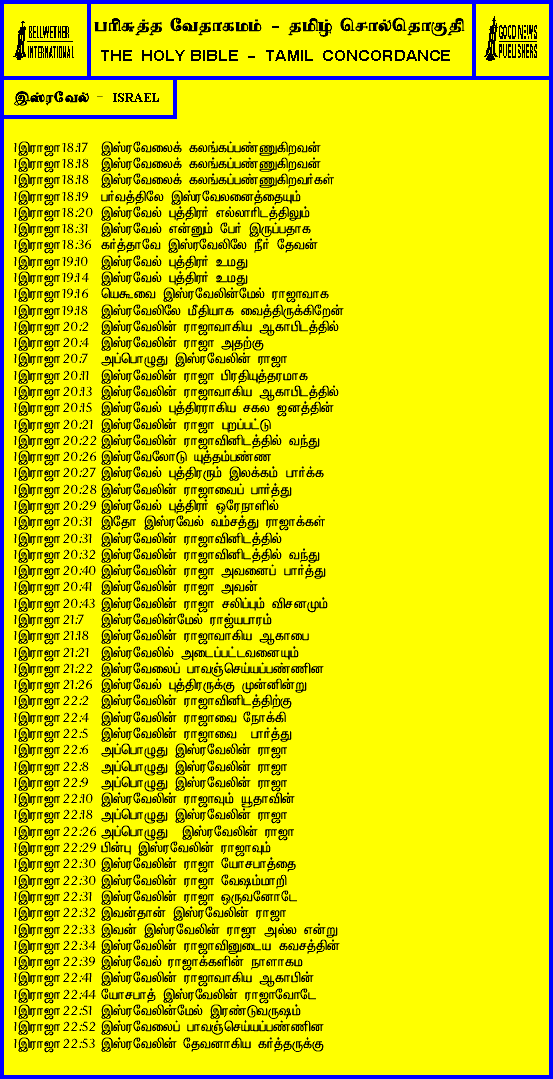 BELLWETHER
INTERNATIONAL
பரிசுத்த வேதாகமம் - தமிழ் சொல்தொகுதி
THE HOLY BIBLE - TAMIL CONCORDANCE
GOOD NEWS
PUBLISHERS
இஸ்ரவேல் - ISRAEL
1இராஜா 18:17 இஸ்ரவேலைக் கலங்கப்பண்ணுகிறவன்
1இராஜா 18:18 இஸ்ரவேலைக் கலங்கப்பண்ணுகிறவன்
1இராஜா 18:18 இஸ்ரவேலைக் கலங்கப்பண்ணுகிறவர்கள்
1இராஜா 18:19 பர்வத்திலே இஸ்ரவேலனைத்தையும்
1இராஜா 18:20 இஸ்ரவேல் புத்திரர் எல்லாரிடத்திலும்
1இராஜா 18:31 இஸ்ரவேல் என்னும் பேர் இருப்பதாக
1இராஜா 18:36 கர்த்தாவே இஸ்ரவேலிலே நீர் தேவன்
1இராஜா 19:10 இஸ்ரவேல் புத்திரர் உமது
1இராஜா 19:14 இஸ்ரவேல் புத்திரர் உமது
1இராஜா 19:16 யெகூவை இஸ்ரவேலின்மேல் ராஜாவாக
1இராஜா 19:18 இஸ்ரவேலிலே மீதியாக வைத்திருக்கிறேன்
1இராஜா 20:2 இஸ்ரவேலின் ராஜாவாகிய ஆகாபிடத்தில்
1இராஜா 20:4 இஸ்ரவேலின் ராஜா அதற்கு
1இராஜா 20:7 அப்பொழுது இஸ்ரவேலின் ராஜா
1இராஜா 20:11 இஸ்ரவேலின் ராஜா பிரதியுத்தரமாக
1இராஜா 20:13 இஸ்ரவேலின் ராஜாவாகிய ஆகாபிடத்தில்
1இராஜா 20:15 இஸ்ரவேல் புத்திரராகிய சகல ஜனத்தின்
1இராஜா 20:21 இஸ்ரவேலின் ராஜா புறப்பட்டு
1இராஜா 20:22 இஸ்ரவேலின் ராஜாவினிடத்தில் வந்து
1இராஜா 20:26 இஸ்ரவேலோடு யுத்தம்பண்ண
1இராஜா 20:27 இஸ்ரவேல் புத்திரரும் இலக்கம் பார்க்க
1இராஜா 20:28 இஸ்ரவேலின் ராஜாவைப் பார்த்து
1இராஜா 20:29 இஸ்ரவேல் புத்திரர் ஒரேநாளில்
1இராஜா 20:31 இதோ இஸ்ரவேல் வம்சத்து ராஜாக்கள்
1இராஜா 20:31 இஸ்ரவேலின் ராஜாவினிடத்தில்
1இராஜா 20:32 இஸ்ரவேலின் ராஜாவினிடத்தில் வந்து
1இராஜா 20:40 இஸ்ரவேலின் ராஜா அவனைப் பார்த்து
1இராஜா 20:41 இஸ்ரவேலின் ராஜா அவன்
1இராஜா 20:43 இஸ்ரவேலின் ராஜா சலிப்பும் விசனமும்
1இராஜா 21:7 இஸ்ரவேலின்மேல் ராஜ்யபாரம்
1இராஜா 21:18 இஸ்ரவேலின் ராஜாவாகிய ஆகாபை
1இராஜா 21:21 இஸ்ரவேலில் அடைப்பட்டவனையும்
1இராஜா 21:22 இஸ்ரவேலைப் பாவஞ்செய்யப்பண்ணின
1இராஜா 21:26 இஸ்ரவேல் புத்திரருக்கு முன்னின்று
1இராஜா 22:2 இஸ்ரவேலின் ராஜாவினிடத்திற்கு
1இராஜா 22:4 இஸ்ரவேலின் ராஜாவை நோக்கி
1இராஜா 22:5 இஸ்ரவேலின் ராஜாவை பார்த்து
1இராஜா 22:6 அப்பொழுது இஸ்ரவேலின் ராஜா
1இராஜா 22:8 அப்பொழுது இஸ்ரவேலின் ராஜா
1இராஜா 22:9 அப்பொழுது இஸ்ரவேலின் ராஜா
1இராஜா 22:10 இஸ்ரவேலின் ராஜாவும் யூதாவின்
1இராஜா 22:18 அப்பொழுது இஸ்ரவேலின் ராஜா
1இராஜா 22:26 அப்பொழுது இஸ்ரவேலின் ராஜா
1இராஜா 22:29 பின்பு இஸ்ரவேலின் ராஜாவும்
1இராஜா 22:30 இஸ்ரவேலின் ராஜா யோசபாத்தை
1இராஜா 22:30 இஸ்ரவேலின் ராஜா வேஷம்மாறி
1இராஜா 22:31 இஸ்ரவேலின் ராஜா ஒருவனோடே
1இராஜா 22:32 இவன்தான் இஸ்ரவேலின் ராஜா
1இராஜா 22:33 இவன் இஸ்ரவேலின் ராஜா அல்ல என்று
1இராஜா 22:34 இஸ்ரவேலின் ராஜாவினுடைய கவசத்தின்
1இராஜா 22:39 இஸ்ரவேல் ராஜாக்களின் நாளாகம
1இராஜா 22:41 இஸ்ரவேலின் ராஜாவாகிய ஆகாபின்
1இராஜா 22:44 யோசபாத் இஸ்ரவேலின் ராஜாவோடே
1இராஜா 22:51 இஸ்ரவேலின்மேல் இரண்டுவருஷம்
1இராஜா 22:52 இஸ்ரவேலைப் பாவஞ்செய்யப்பண்ணின
1இராஜா 22:53 இஸ்ரவேலின் தேவனாகிய கர்த்தருக்கு